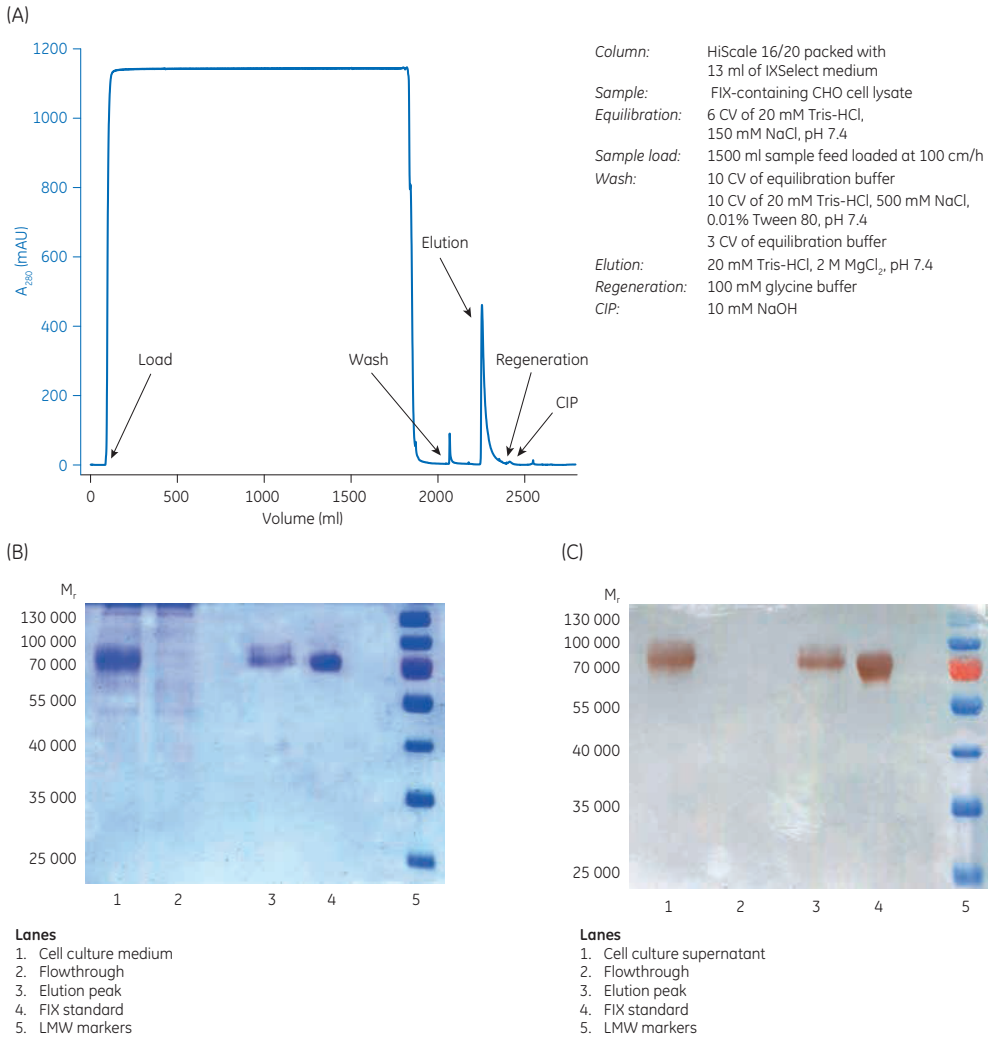 (A)
1200
1000
800
600
400
200
0
A280 (mAU)
Load
Wash
Elution
Regeneration
CIP
0 500 1000 1500 2000 2500
Volume (ml)
Column: HiScale 16/20 packed with
13 ml of IXSelect medium
Sample: FIX-containing CHO cell lysate
Equilibration: 6 CV of 20 mM Tris-HCl,
150 mM NaCl, pH 7.4
Sample load: 1500 ml sample feed loaded at 100 cm/h
Wash: 10 CV of equilibration buffer
10 CV of 20 mM Tris-HCl, 500 mM NaCl,
0.01% Tween 80, pH 7.4
3 CV of equilibration buffer
Elution: 20 mM Tris-HCl, 2 M MgCl2, pH 7.4
Regeneration: 100 mM glycine buffer
CIP: 10 mM NaOH
(B)
Mr
130 000
100 000
70 000
55 000
40 000
35 000
25 000
1 2 3 4 5
Lanes
1. Cell culture medium
2. Flowthrough
3. Elution peak
4. FIX standard
5. LMW markers
(C)
Mr
130 000
100 000
70 000
55 000
40 000
35 000
25 000
1 2 3 4 5
Lanes
1. Cell culture supernatant
2. Flowthrough
3. Elution peak
4. FIX standard
5. LMW markers